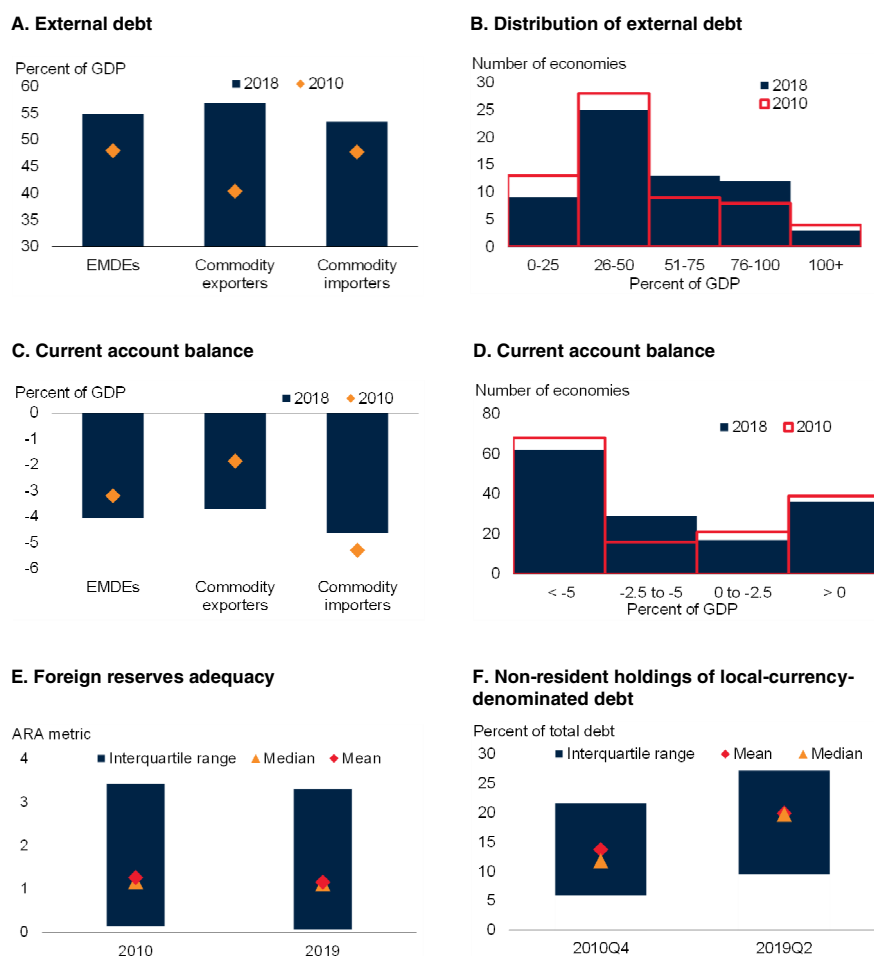 A. External debt
Percent of GDP
2018 2010
60
55
50
45
40
35
30
EMDEs
Commodity
exporters
Commodity
importers
B. Distribution of external debt
Number of economies
2018
2010
30
25
20
15
10
5
0
0-25 26-50 51-75 76-100 100+
Percent of GDP
C. Current account balance
Percent of GDP
2018 2010
0
-1
-2
-3
-4
-5
-6
EMDEs
Commodity
exporters
Commodity
importers
D. Current account balance
Number of economies
2018 2010
80
60
40
20
0
< -5 -2.5 to -5 0 to -2.5 > 0
Percent of GDP
E. Foreign reserves adequacy
ARA metric
Interquartile range Median Mean
4
3
2
1
0
2010 2019
F. Non-resident holdings of local-currency-
denominated debt
Percent of total debt
Interquartile range Mean Median
30
25
20
15
10
5
0
2010Q4 2019Q2